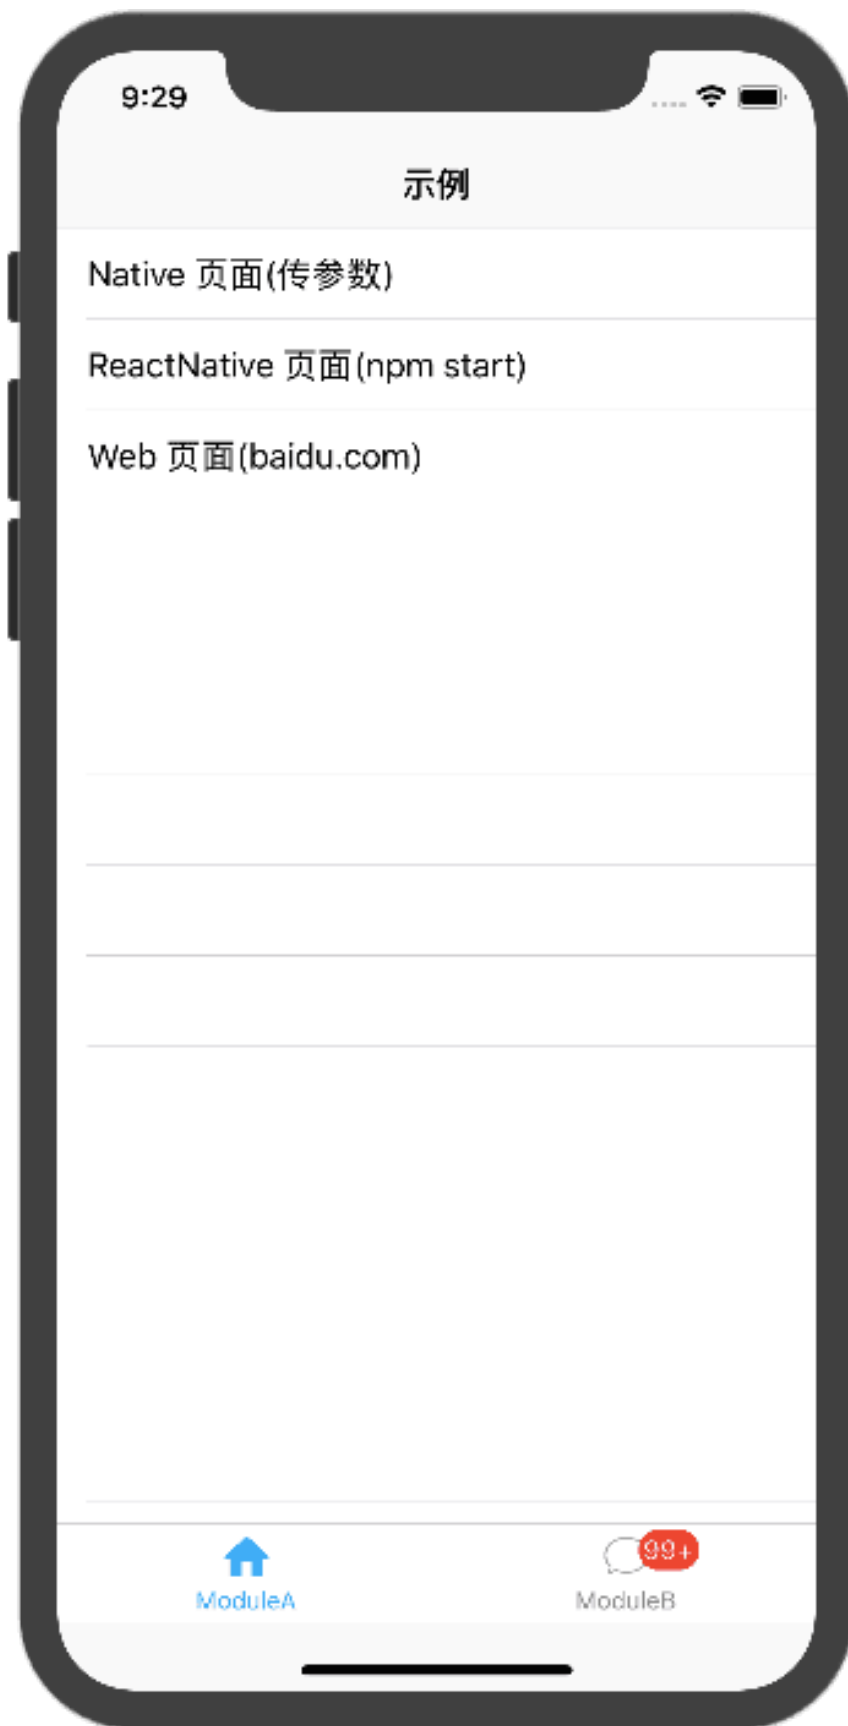 9:29
示例
Native 页面(传参数)
ReactNative 页面(npm start)
Web 页面(baidu.com)
99+
ModuleA
ModuleB